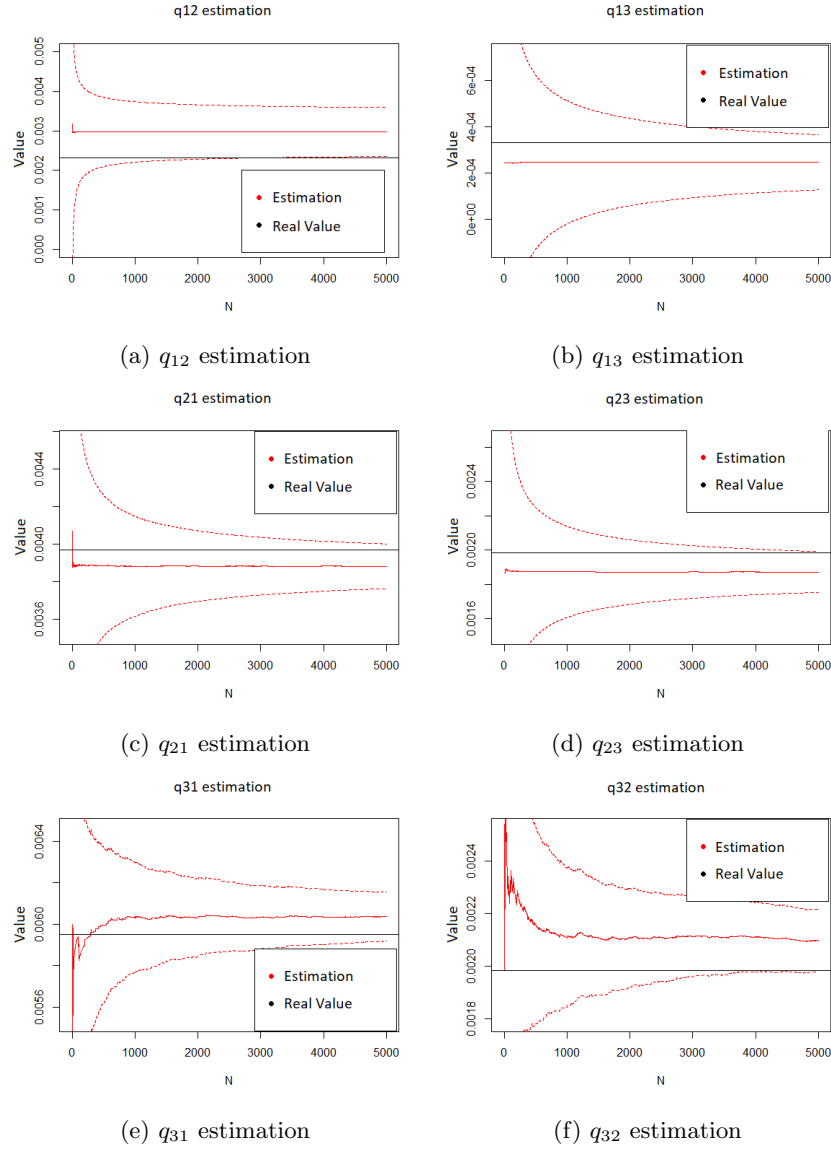 q12 estimation
Value
0.000 0.001 0.002 0.003 0.004 0.005
Estimation
Real Value
0 1000 2000 3000 4000 5000
N
(a) q12 estimation
q13 estimation
Value
0e+00 2e-04 4e-04 6e-04
Estimation
Real Value
0 1000 2000 3000 4000 5000
N
(b) q13 estimation
q21 estimation
Value
0.0036 0.0040 0.0044
Estimation
Real Value
0 1000 2000 3000 4000 5000
N
(c) q21 estimation
q23 estimation
Value
0.0016 0.0020 0.0024
Estimation
Real Value
0 1000 2000 3000 4000 5000
N
(d) q23 estimation
q31 estimation
Value
0.0056 0.0060 0.0064
Estimation
Real Value
0 1000 2000 3000 4000 5000
N
(e) q31 estimation
q32 estimation
Value
0.0018 0.0020 0.0022 0.0024
Estimation
Real Value
0 1000 2000 3000 4000 5000
N
(f) q32 estimation